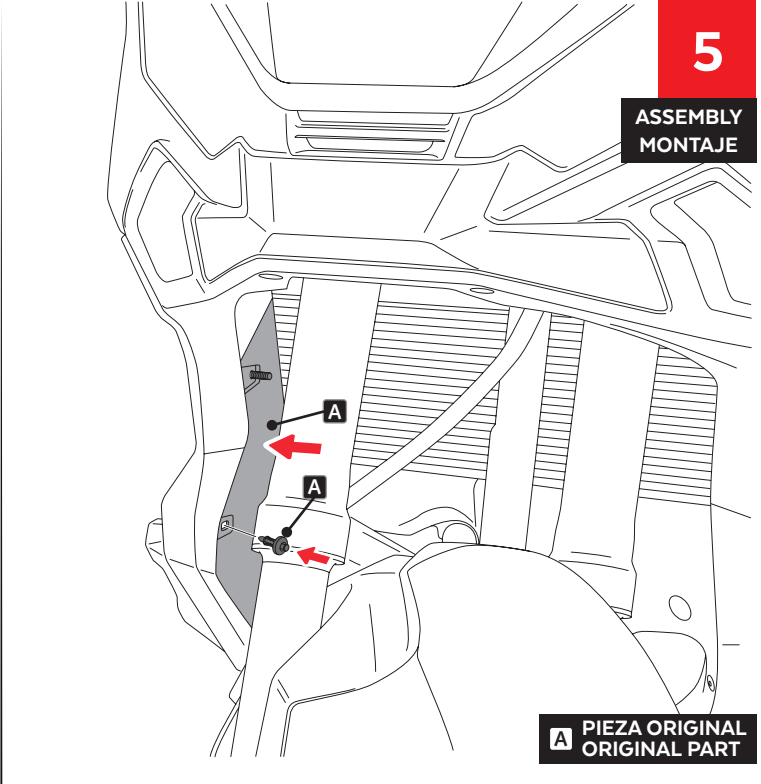 5
ASSEMBLY
MONTAJE
A
A
A PIEZA ORIGINAL
ORIGINAL PART